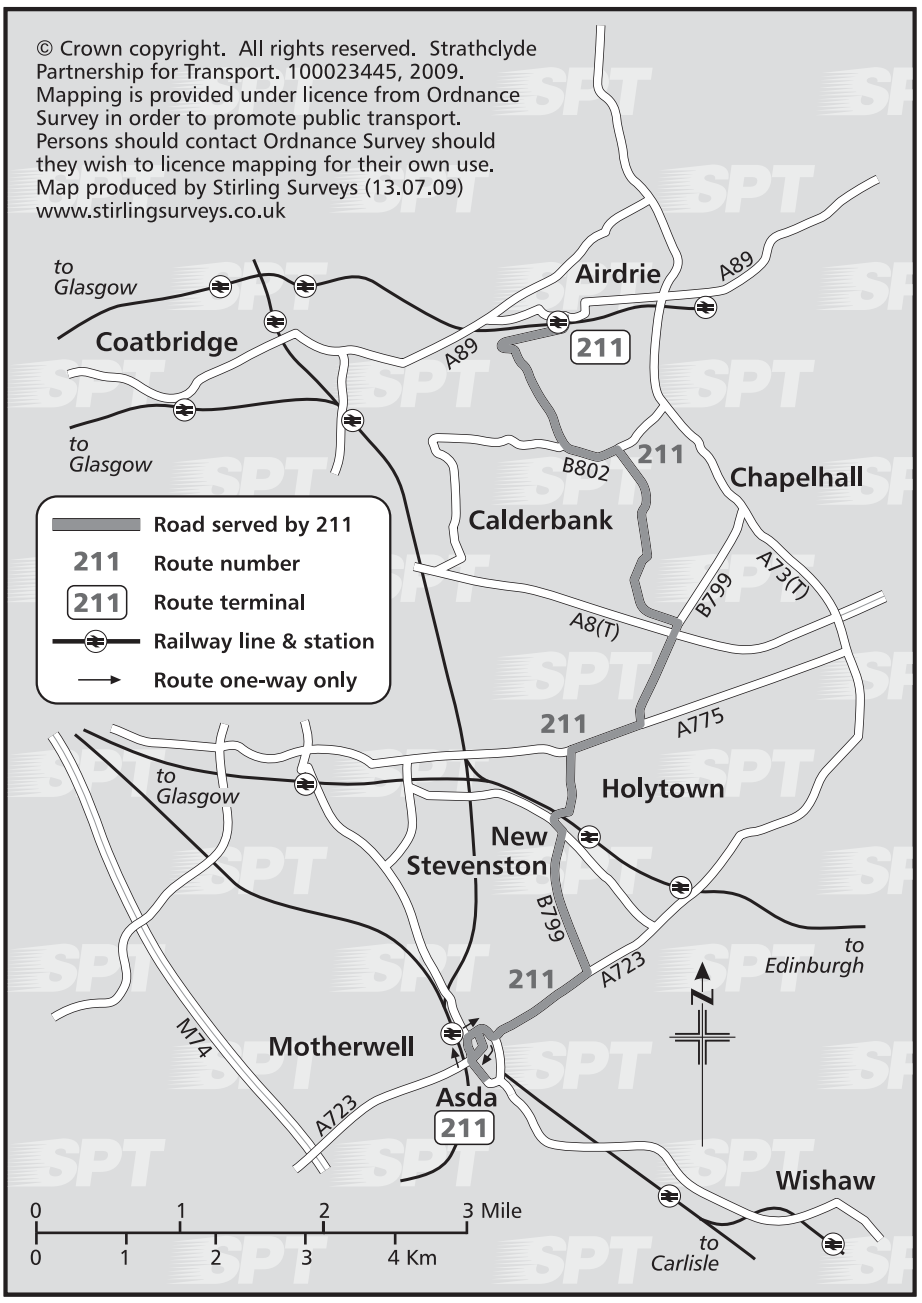 © Crown copyright. All rights reserved. Strathclyde
Partnership for Transport. 100023445, 2009.
Mapping is provided under licence from Ordnance
Survey in order to promote public transport.
Persons should contact Ordnance Survey should
they wish to licence mapping for their own use.
Map produced by Stirling Surveys (13.07.09)
www.stirlingsurveys.co.uk
to
Glasgow
Airdrie
A89
Coatbridge
A89
211
to
Glasgow
B802
211
Chapelhall
Calderbank
Road served by 211
211 Route number
211 Route terminal
Railway line & station
Route one-way only
A73(T)
B799
A8(T)
211
A775
to
Glasgow
Holytown
New
Stevenston
B799
to
Edinburgh
211
A723
N
M74
Motherwell
A723
Asda
211
Wishaw
to
Carlisle
0 1 2 3 Mile
0 1 2 3 4 Km
SPT